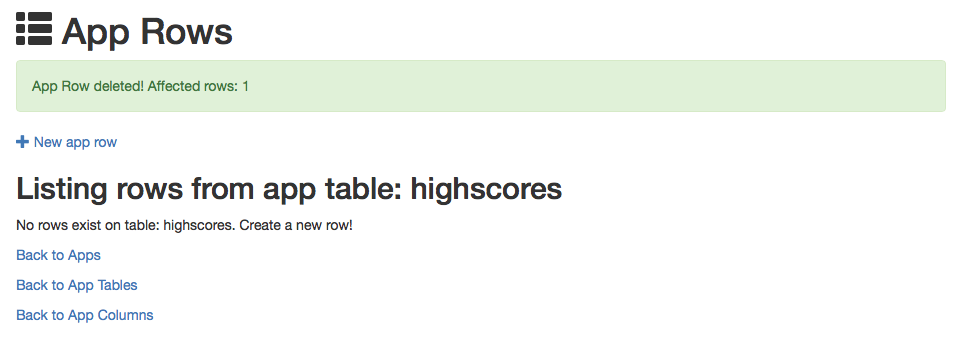 App Rows
App Row deleted! Affected rows: 1
New app row
Listing rows from app table: highscores
No rows exist on table: highscores. Create a new row!
Back to Apps
Back to App Tables
Back to App Columns